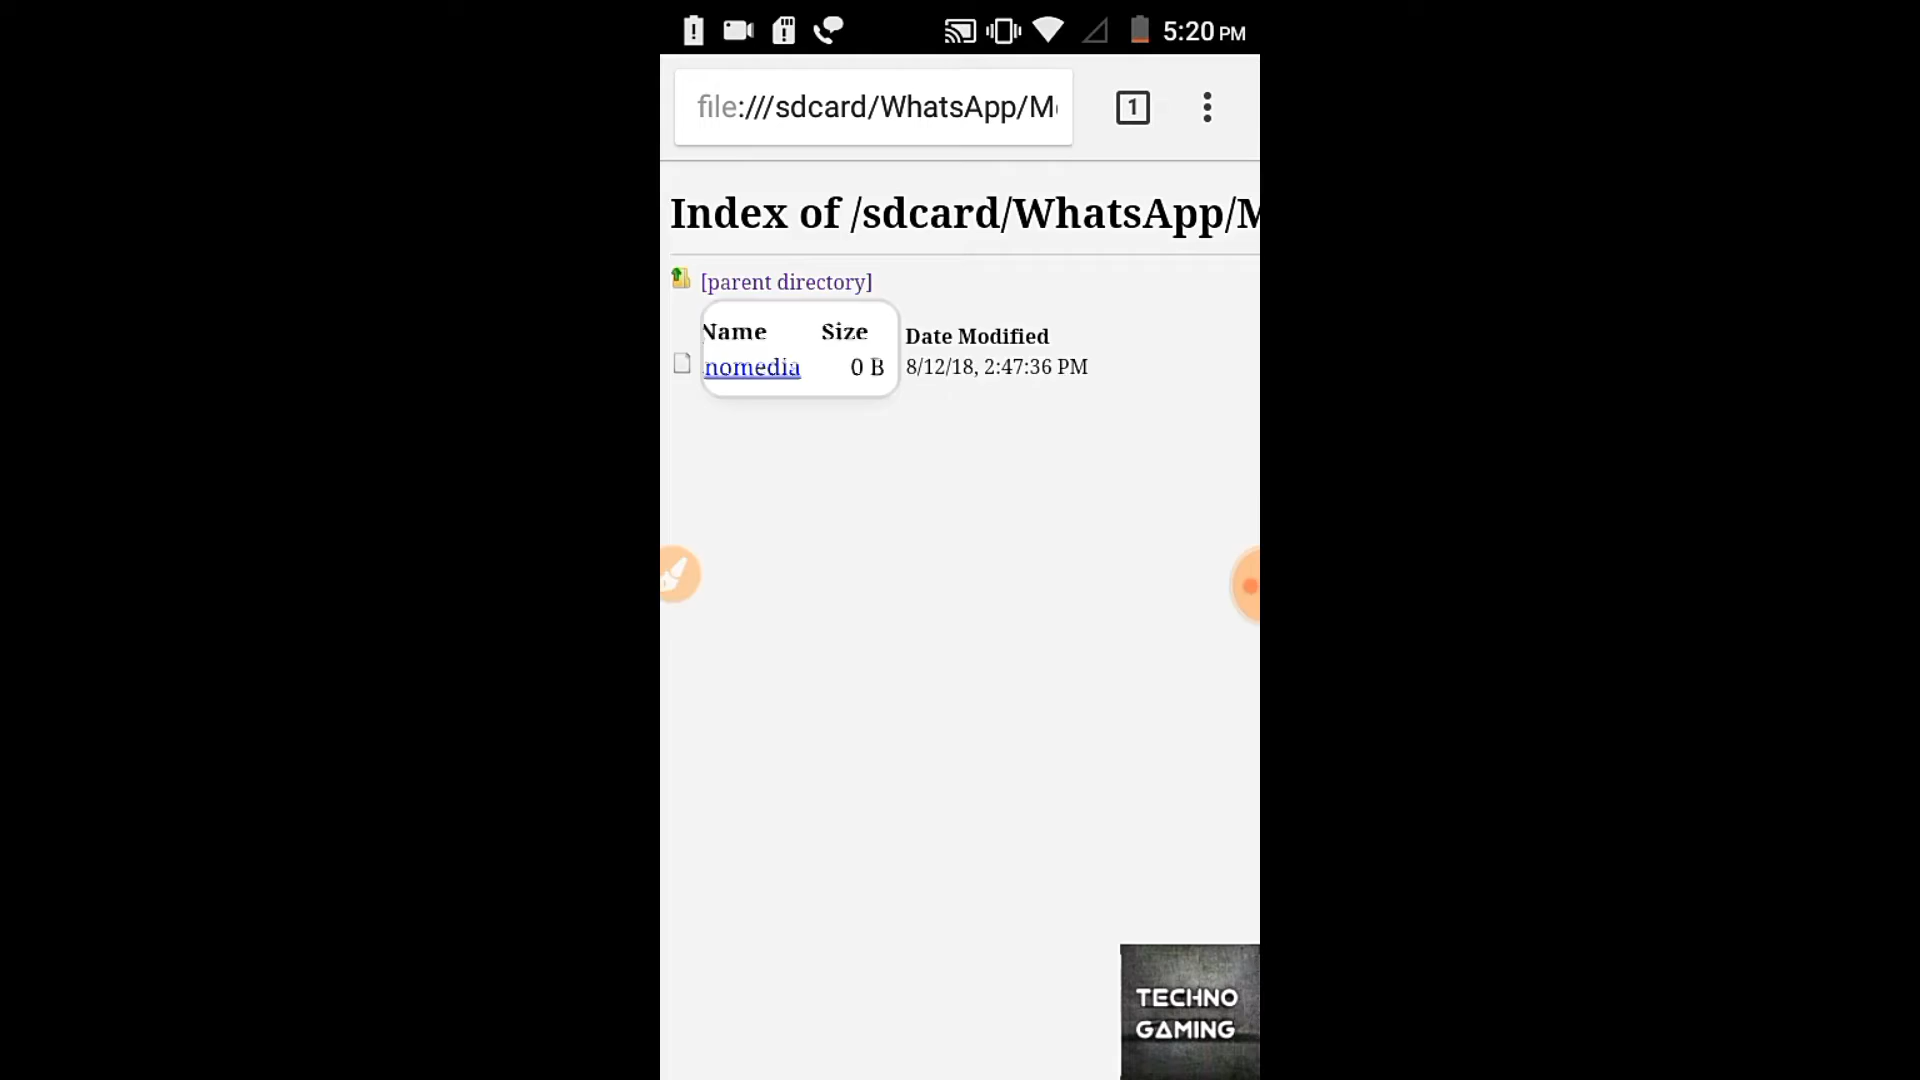 5:20 PM
file:///sdcard/WhatsApp/M
1
Index of /sdcard/WhatsApp/M
[parent directory]
Name Size Date Modified
.nomedia 0 B 8/12/18, 2:47:36 PM
TECHNO
GAMING